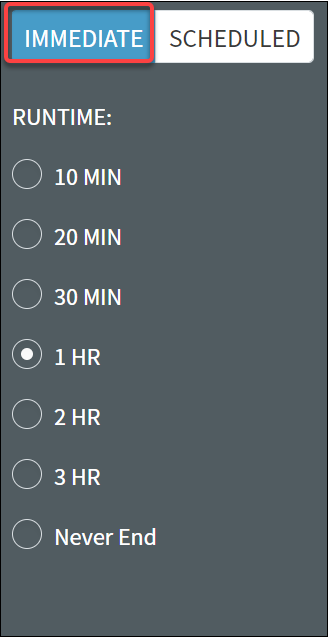 IMMEDIATE SCHEDULED
RUNTIME:
10 MIN
20 MIN
30 MIN
1 HR
2 HR
3 HR
Never End